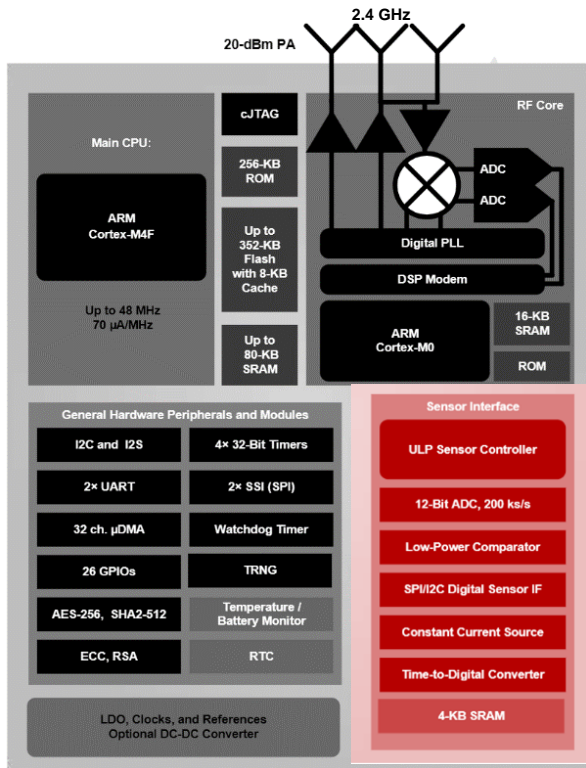 2.4 GHz
20-dBm PA
Main CPU:
ARM
Cortex-M4F
Up to 48 MHz
70 µA/MHz
cJTAG
256-KB
ROM
Up to
352-KB
Flash
with 8-KB
Cache
Up to
80-KB
SRAM
RF Core
ADC
ADC
Digital PLL
DSP Modem
ARM
Cortex-M0
16-KB
SRAM
ROM
General Hardware Peripherals and Modules
I2C and I2S
4× 32-Bit Timers
2× UART
2× SSI (SPI)
32 ch. µDMA
Watchdog Timer
26 GPIOs
TRNG
AES-256, SHA2-512
Temperature /
Battery Monitor
ECC, RSA
RTC
LDO, Clocks, and References
Optional DC-DC Converter
Sensor Interface
ULP Sensor Controller
12-Bit ADC, 200 ks/s
Low-Power Comparator
SPI/I2C Digital Sensor IF
Constant Current Source
Time-to-Digital Converter
4-KB SRAM